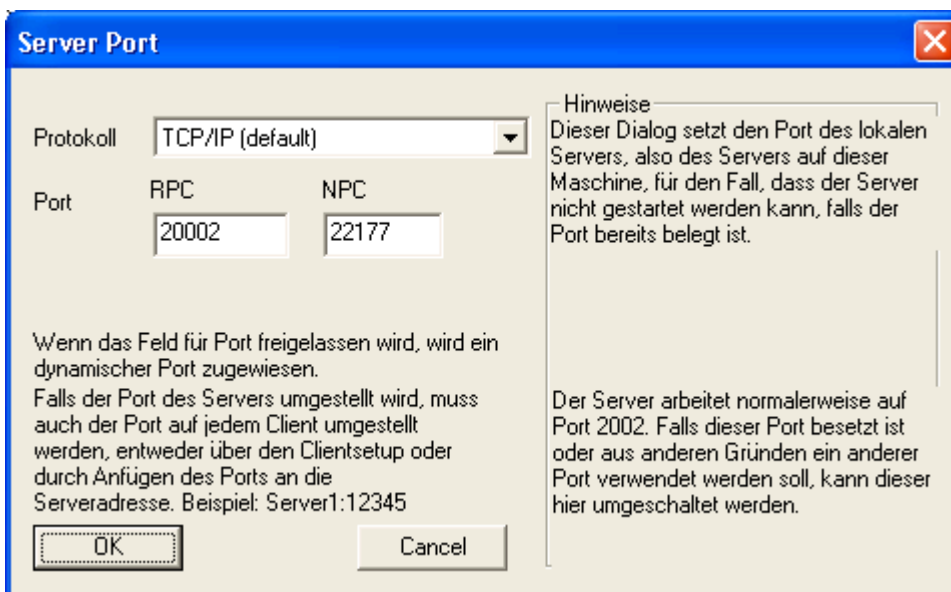 Server Port
Protokoll
TCP/IP (default)
Port
RPC
NPC
20002
22177
Wenn das Feld für Port freigelassen wird, wird ein
dynamischer Port zugewiesen.
Falls der Port des Servers umgestellt wird, muss
auch der Port auf jedem Client umgestellt
werden, entweder über den Clientsetup oder
durch Anfügen des Ports an die
Serveradresse. Beispiel: Server1:12345
OK
Cancel
Hinweise
Dieser Dialog setzt den Port des lokalen
Servers, also des Servers auf dieser
Maschine, für den Fall, dass der Server
nicht gestartet werden kann, falls der
Port bereits belegt ist.
Der Server arbeitet normalerweise auf
Port 2002. Falls dieser Port besetzt ist
oder aus anderen Gründen ein anderer
Port verwendet werden soll, kann dieser
hier umgeschaltet werden.